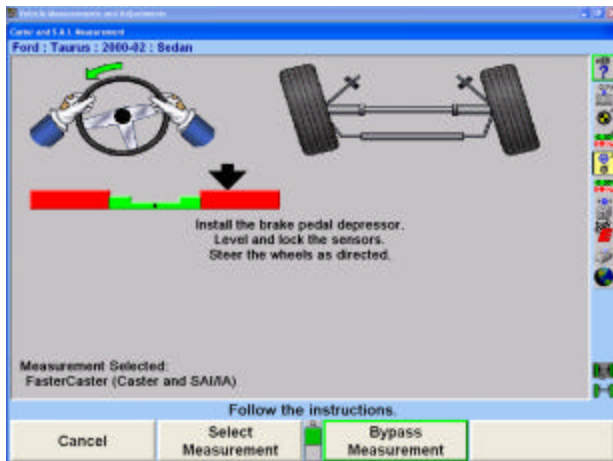 Vehicle Measurements and Adjustments
Caster and S.A.I. Measurement
Ford : Taurus : 2000-02 : Sedan
Install the brake pedal depressor.
Level and lock the sensors.
Steer the wheels as directed.
Measurement Selected:
FasterCaster (Caster and SAI/IA)
Follow the instructions.
Cancel
Select
Measurement
Bypass
Measurement